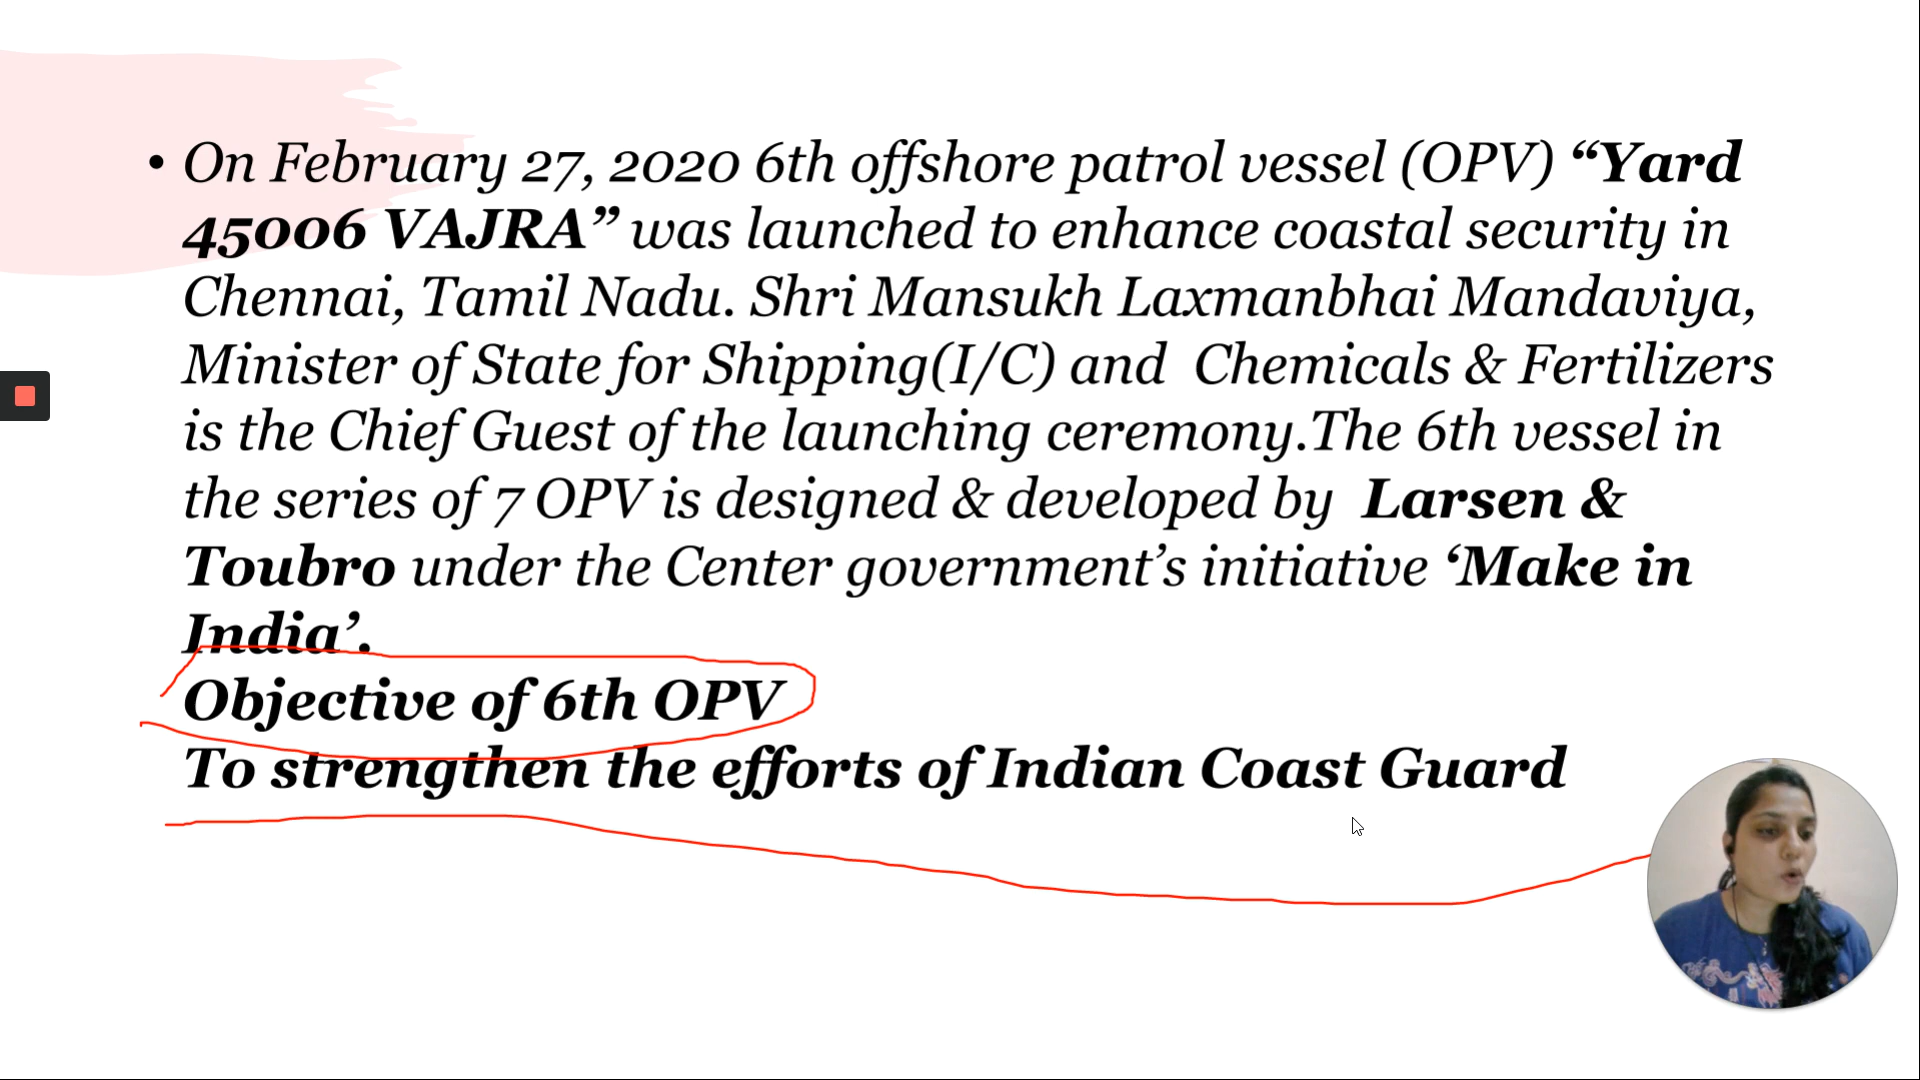 • On February 27, 2020 6th offshore patrol vessel (OPV) “Yard
45006 VAJRA” was launched to enhance coastal security in
Chennai, Tamil Nadu. Shri Mansukh Laxmanbhai Mandaviya,
Minister of State for Shipping(I/C) and  Chemicals & Fertilizers
is the Chief Guest of the launching ceremony.The 6th vessel in
the series of 7 OPV is designed & developed by  Larsen &
Toubro under the Center government’s initiative ‘Make in
India’.
Objective of 6th OPV
To strengthen the efforts of Indian Coast Guard